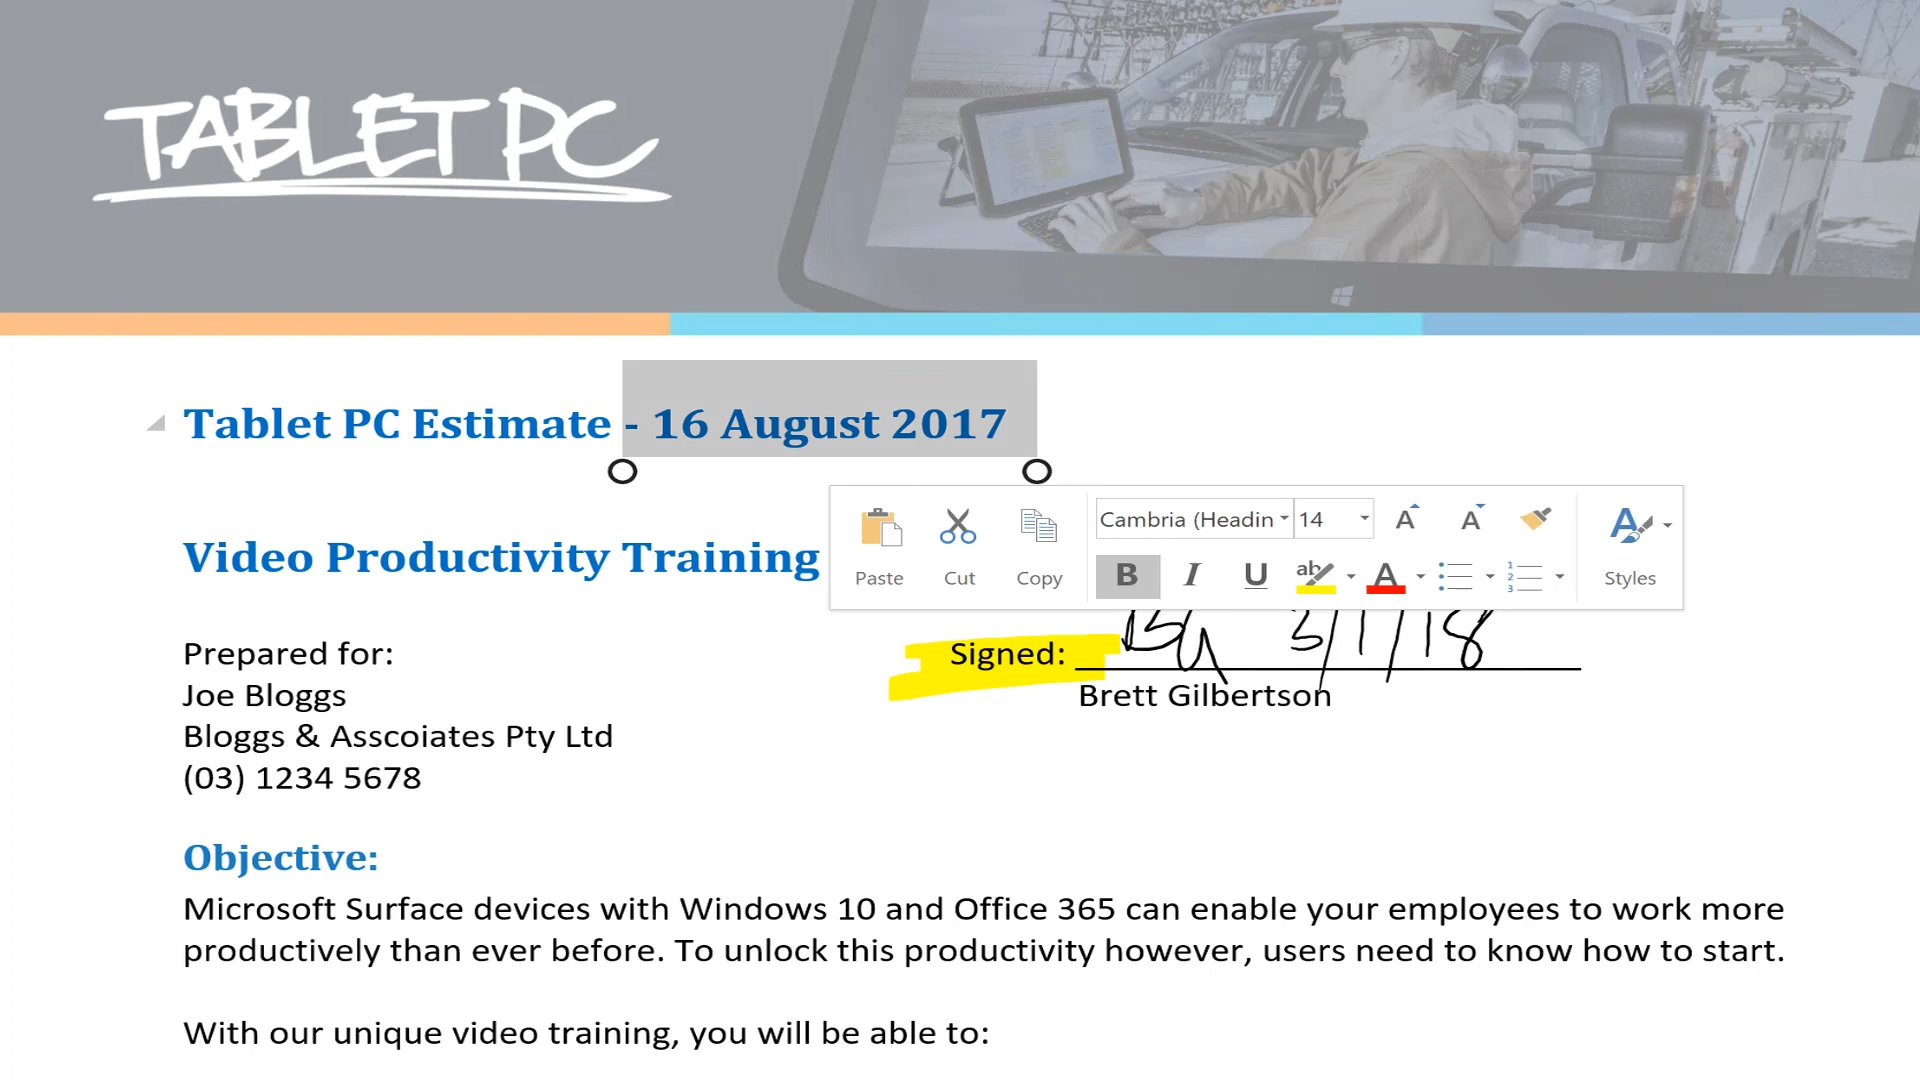 TABLET PC
Tablet PC Estimate - 16 August 2017
Cambria (Headin 14 A A
Paste Cut Copy B I U ab A Styles
Video Productivity Training
Prepared for:
Signed: BG 3/1/18
Joe Bloggs
Brett Gilbertson
Bloggs & Asscoiates Pty Ltd
(03) 1234 5678
Objective:
Microsoft Surface devices with Windows 10 and Office 365 can enable your employees to work more
productively than ever before. To unlock this productivity however, users need to know how to start.
With our unique video training, you will be able to: